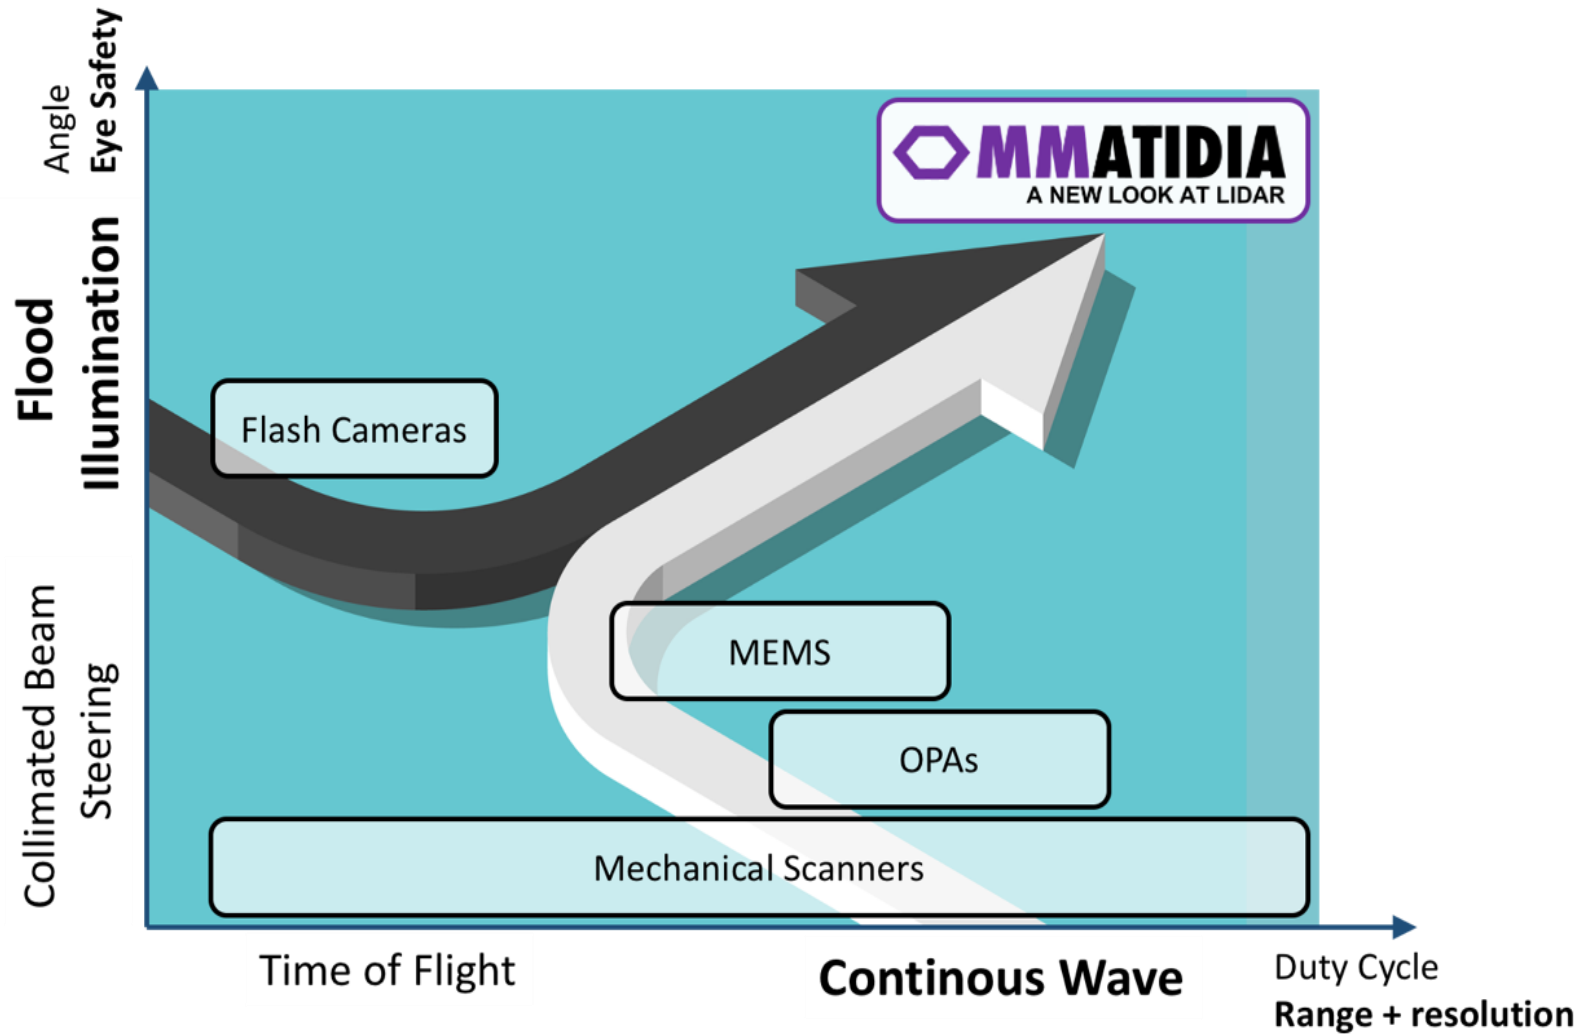 Angle
Eye Safety
Flood
Illumination
Collimated Beam
Steering
MMATIDIA
A NEW LOOK AT LIDAR
Flash Cameras
MEMS
OPAs
Mechanical Scanners
Time of Flight
Continous Wave
Duty Cycle
Range + resolution